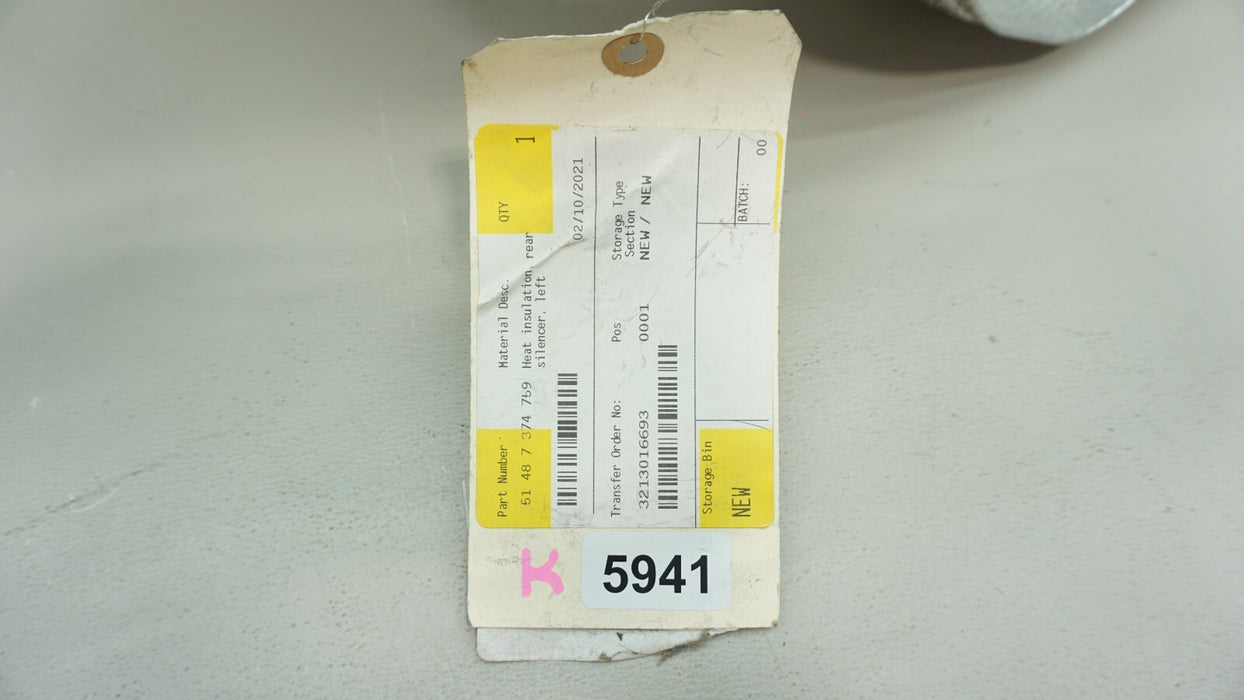 Part Number
Material Desc.
QTY
51 48 7 374 759
Heat insulation, rear
silencer, left
1
02/10/2021
Transfer Order No:
Pos
Storage Type
Section
3213016693
0001
NEW / NEW
Storage Bin
NEW
BATCH:
00
K
5941